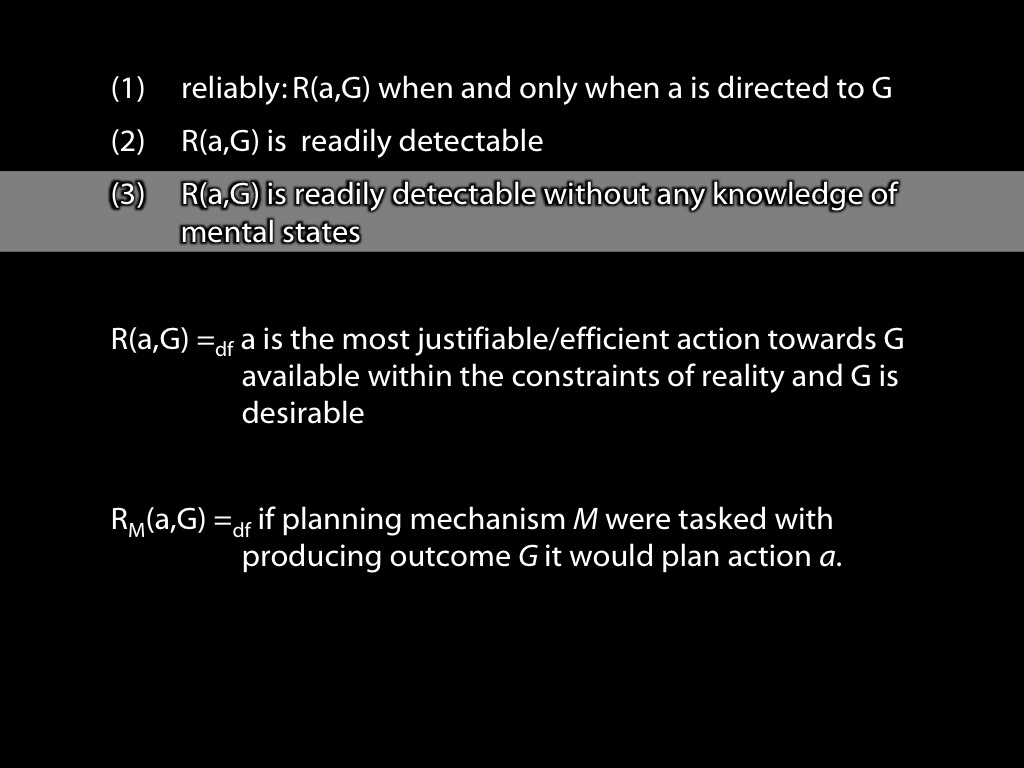 (1) reliably: R(a,G) when and only when a is directed to G
(2) R(a,G) is readily detectable
(3) R(a,G) is readily detectable without any knowledge of
mental states
R(a,G) =df a is the most justifiable/efficient action towards G
available within the constraints of reality and G is
desirable
RM(a,G) =df if planning mechanism M were tasked with
producing outcome G it would plan action a.